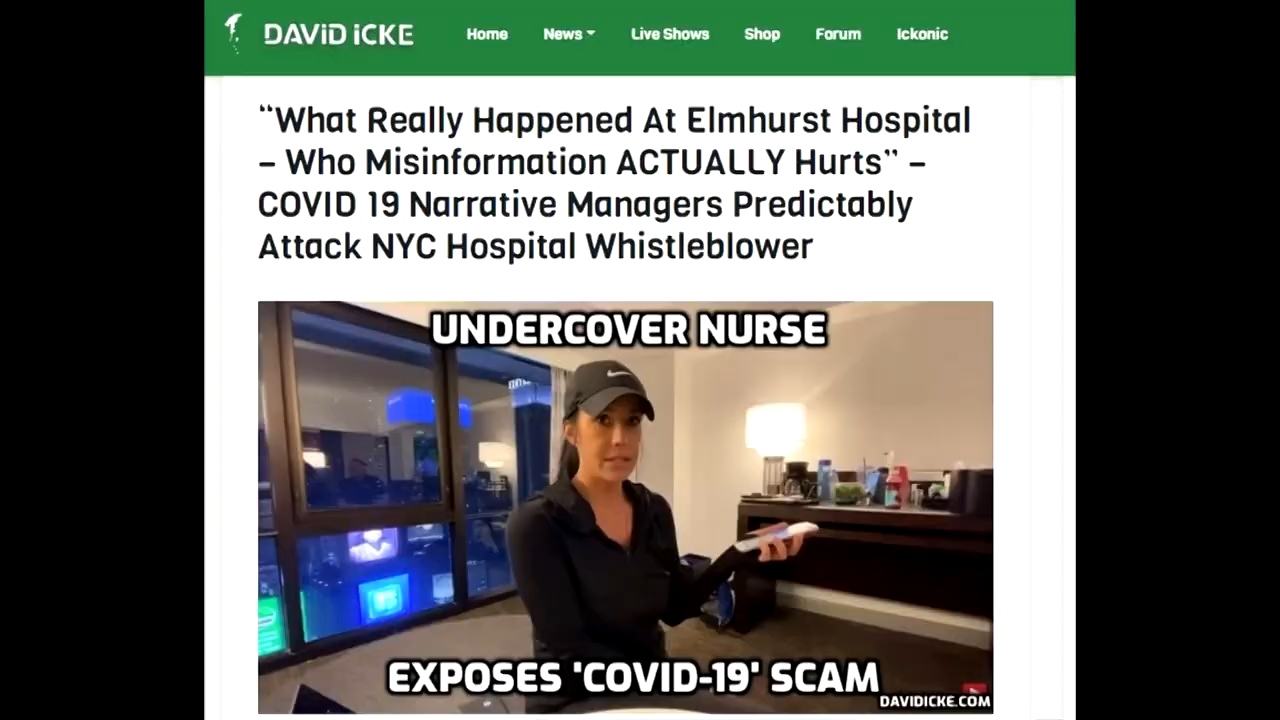 DAVID iCKE
Home News Live Shows Shop Forum Ickonic
“What Really Happened At Elmhurst Hospital
– Who Misinformation ACTUALLY Hurts” –
COVID 19 Narrative Managers Predictably
Attack NYC Hospital Whistleblower
UNDERCOVER NURSE
EXPOSES 'COVID-19' SCAM
DAVIDICKE.COM